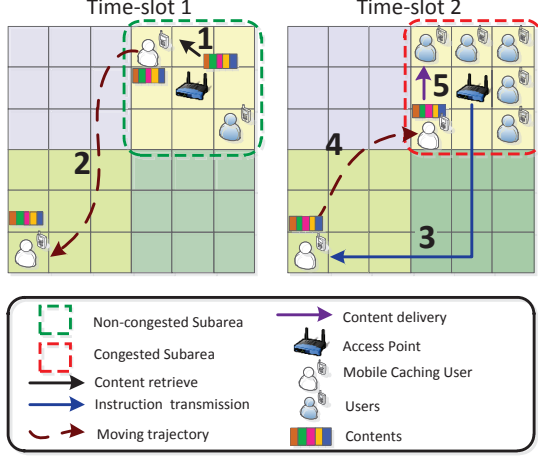 Time-slot 1
Time-slot 2
1
2
5
4
3
Non-congested Subarea
Congested Subarea
Content retrieve
Instruction transmission
Moving trajectory
Content delivery
Access Point
Mobile Caching User
Users
Contents